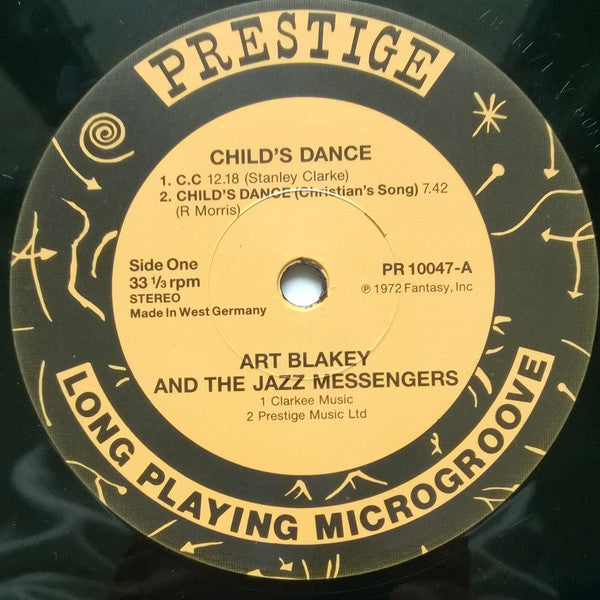 PRESTIGE
CHILD'S DANCE
1. C.C 12.18 (Stanley Clarke)
2. CHILD'S DANCE (Christian's Song) 7.42
(R Morris)
Side One
33 1/3 rpm
STEREO
Made In West Germany
PR 10047-A
℗ 1972 Fantasy, Inc
ART BLAKEY
AND THE JAZZ MESSENGERS
1 Clarkee Music
2 Prestige Music Ltd
LONG PLAYING MICROGROOVE